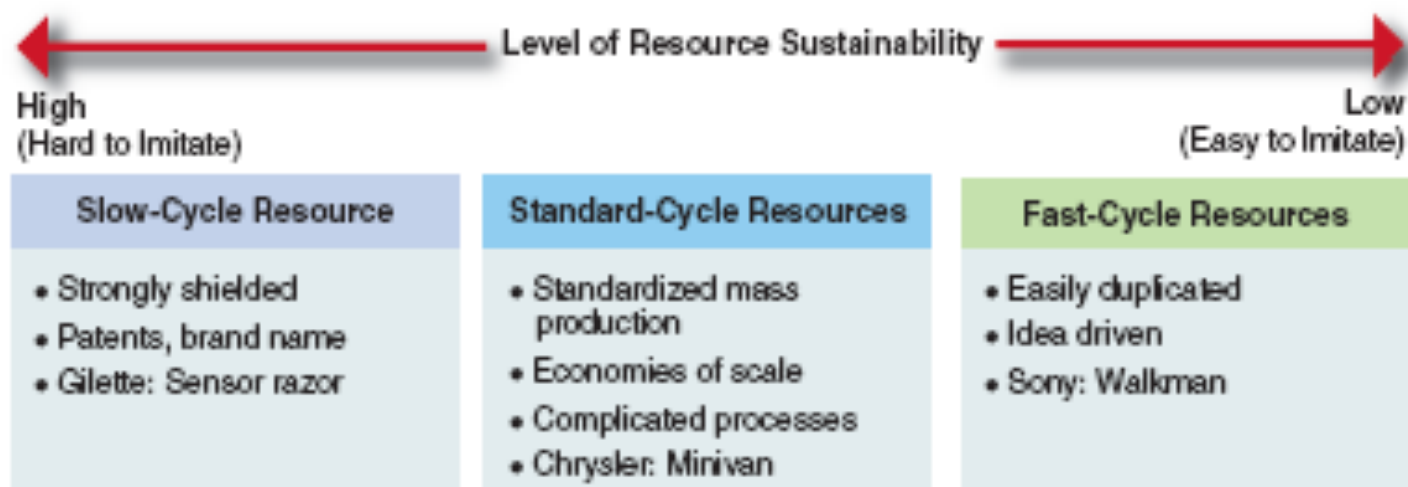 Level of Resource Sustainability
High
(Hard to Imitate)
Low
(Easy to Imitate)
Slow-Cycle Resource
• Strongly shielded
• Patents, brand name
• Gilette: Sensor razor
Standard-Cycle Resources
• Standardized mass
production
• Economies of scale
• Complicated processes
• Chrysler: Minivan
Fast-Cycle Resources
• Easily duplicated
• Idea driven
• Sony: Walkman